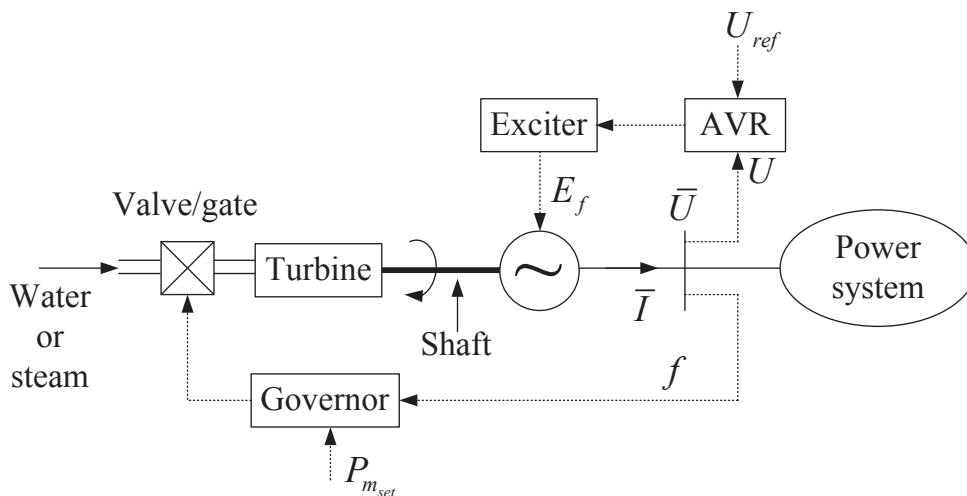 U_ref
Exciter
AVR
U
E_f
Ū
Valve/gate
Turbine
Power
system
Water
or
steam
Ī
Shaft
f
Governor
P_m_set